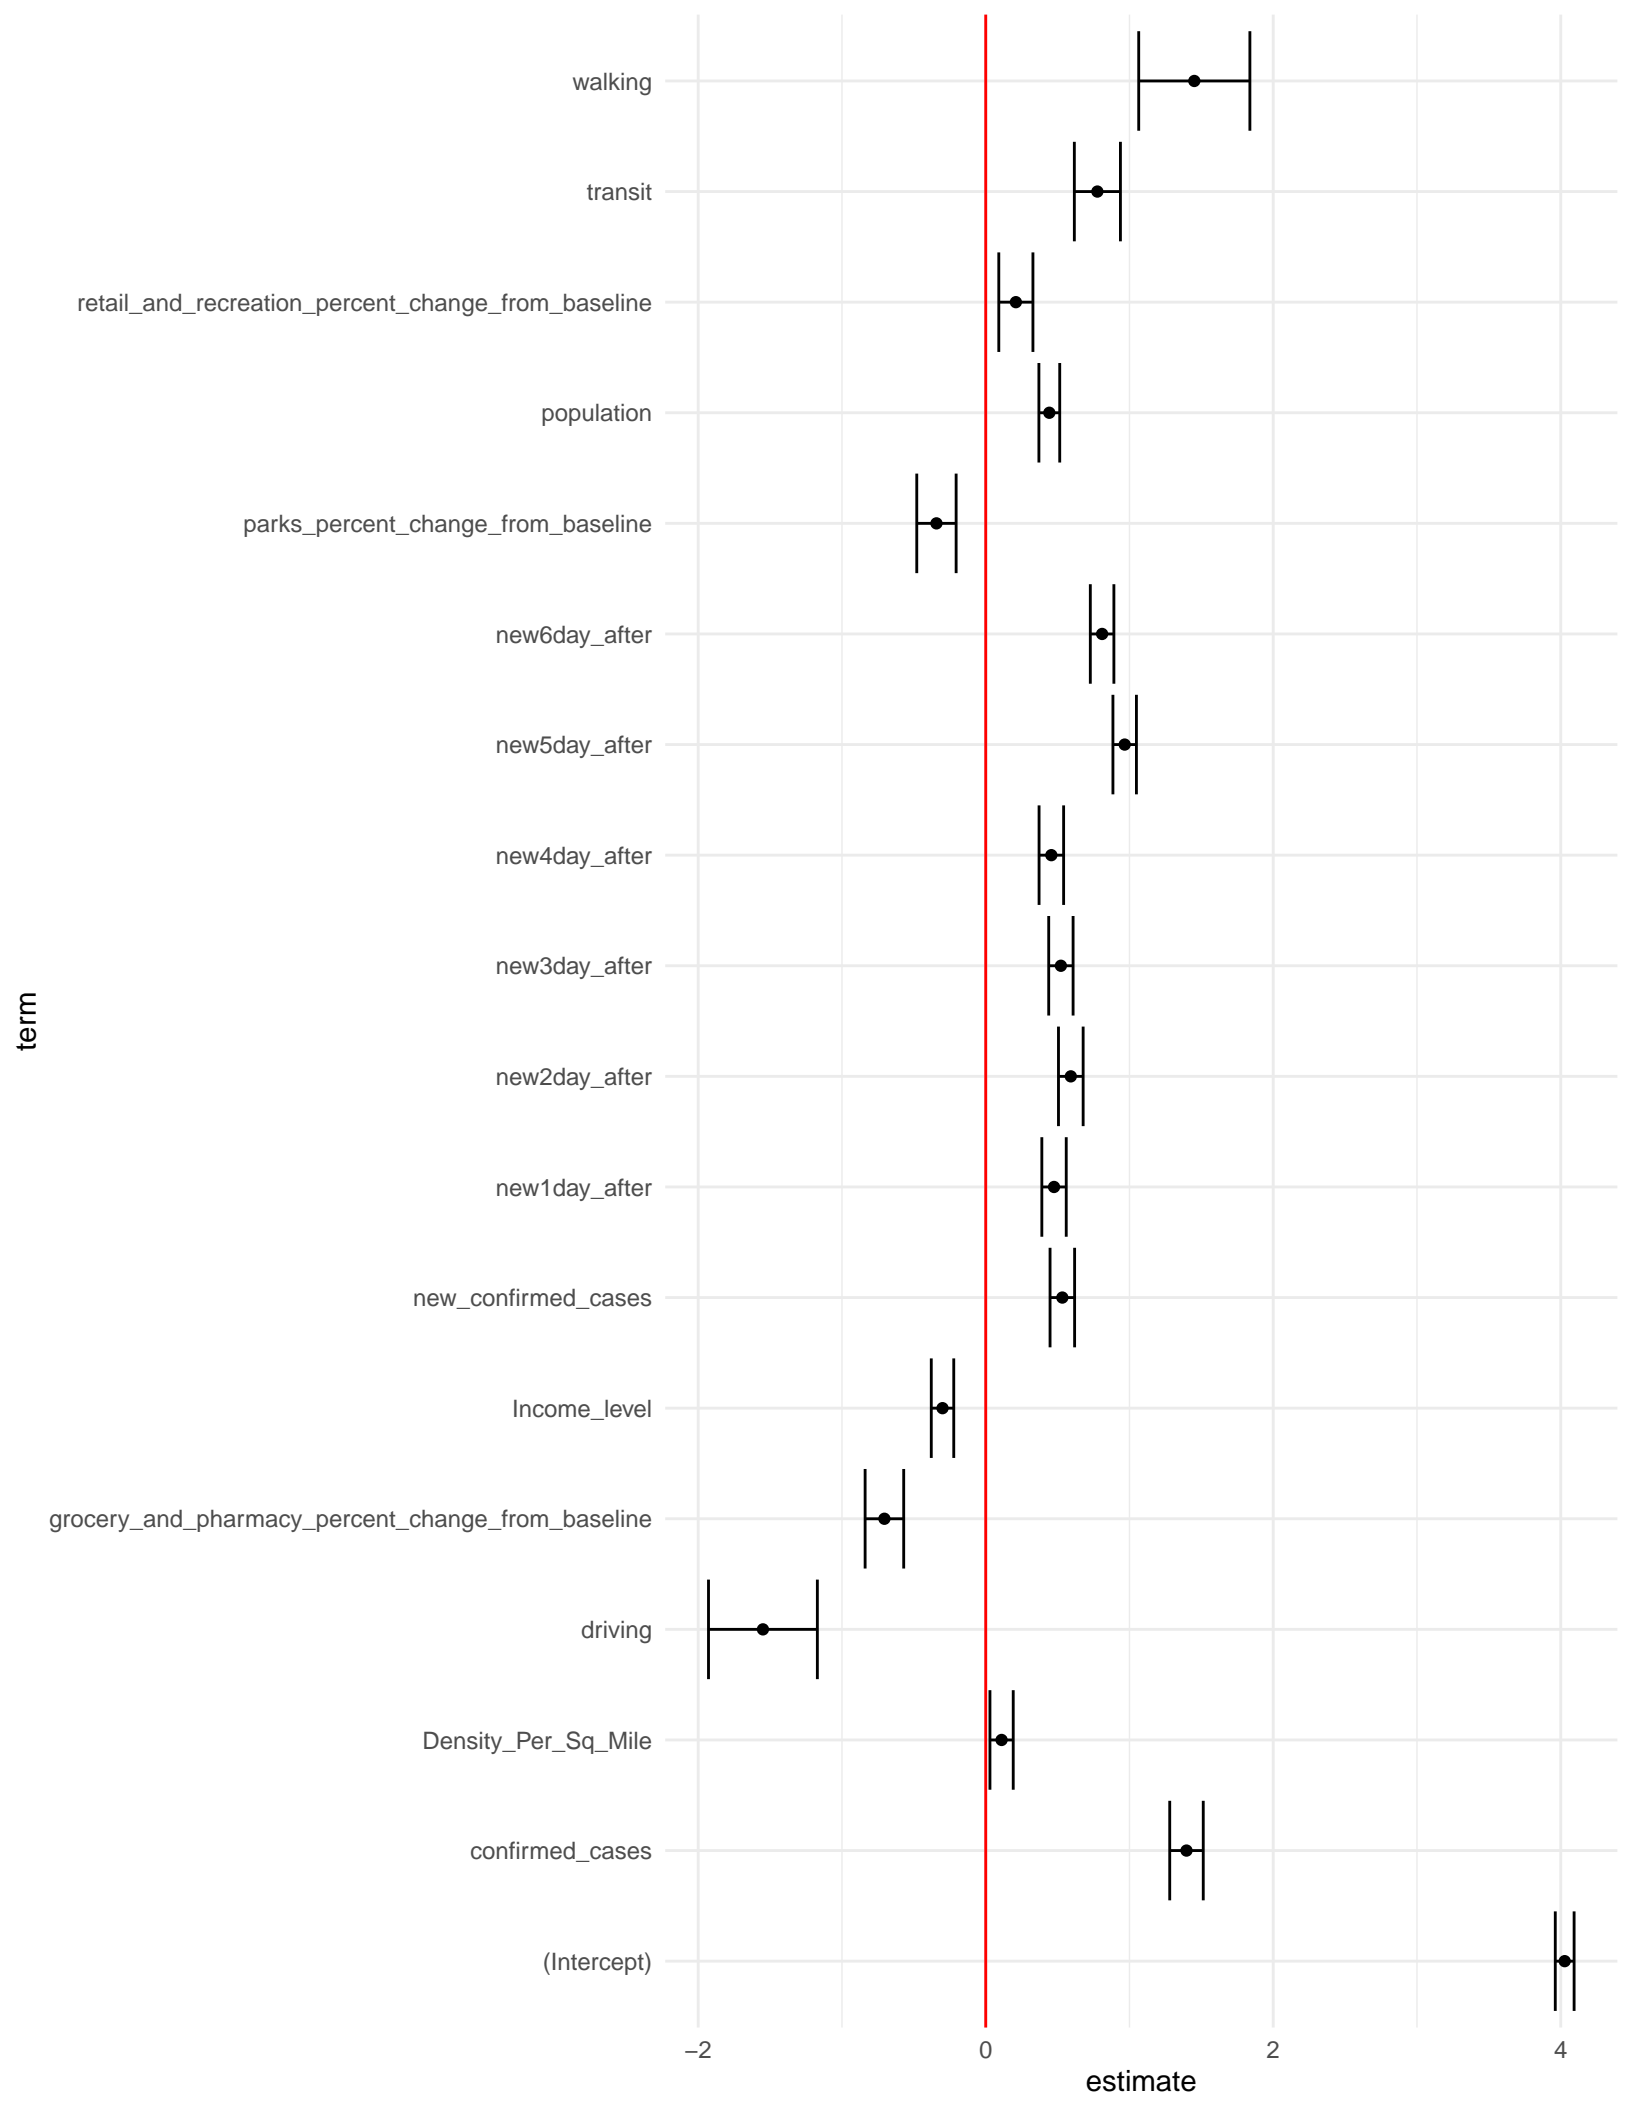 walking
transit
retail_and_recreation_percent_change_from_baseline
population
parks_percent_change_from_baseline
new6day_after
new5day_after
new4day_after
new3day_after
new2day_after
new1day_after
new_confirmed_cases
Income_level
grocery_and_pharmacy_percent_change_from_baseline
driving
Density_Per_Sq_Mile
confirmed_cases
(Intercept)
term
−2 0 2 4
estimate